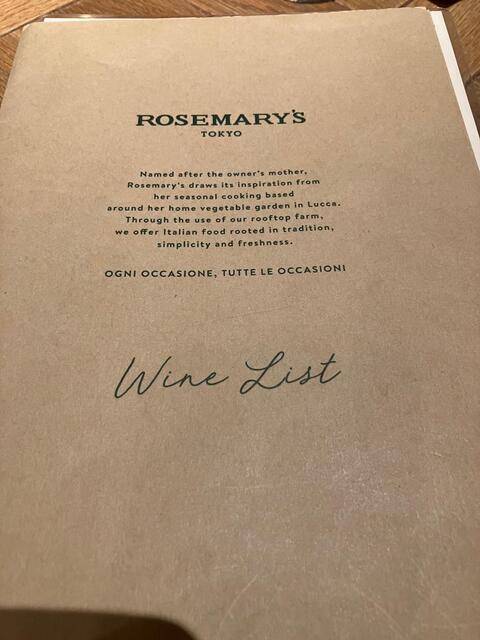 ROSEMARY'S
TOKYO
Named after the owner's mother,
Rosemary's draws its inspiration from
her seasonal cooking based
around her home vegetable garden in Lucca.
Through the use of our rooftop farm,
we offer Italian food rooted in tradition,
simplicity and freshness.
OGNI OCCASIONE, TUTTE LE OCCASIONI
Wine List